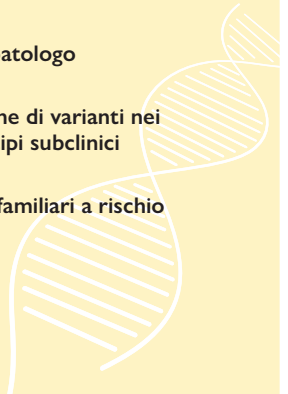 atologo
ne di varianti nei
ipi subclinici
familiari a rischio